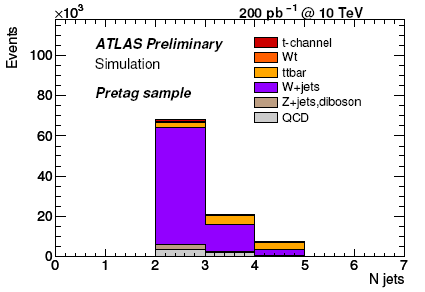 ×10³
200 pb⁻¹ @ 10 TeV
Events
ATLAS Preliminary
Simulation
Pretag sample
t-channel
Wt
ttbar
W+jets
Z+jets,diboson
QCD
100
80
60
40
20
0
0 1 2 3 4 5 6 7
N jets